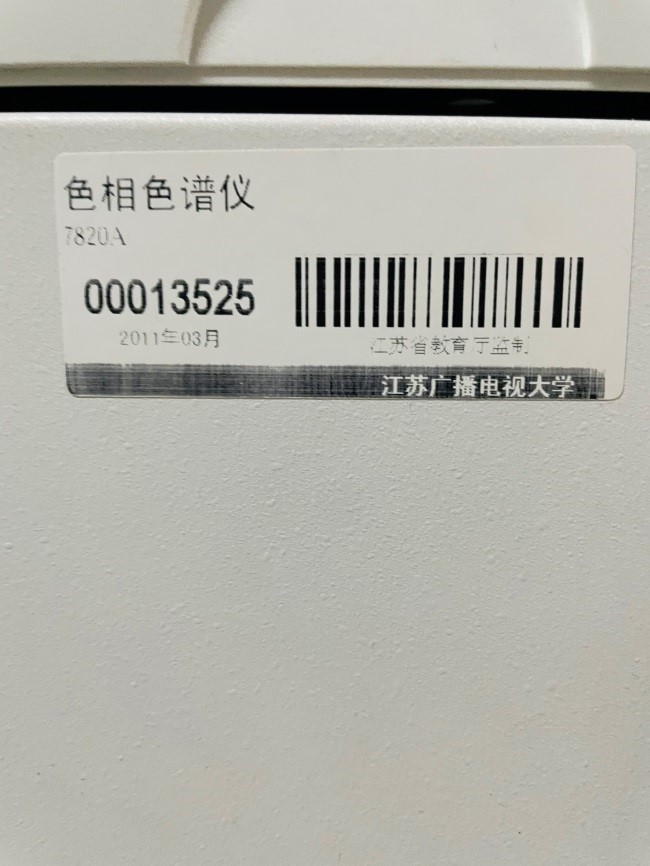 色相色谱仪
7820A
00013525
2011年03月
江苏省教育厅监制
江苏广播电视大学